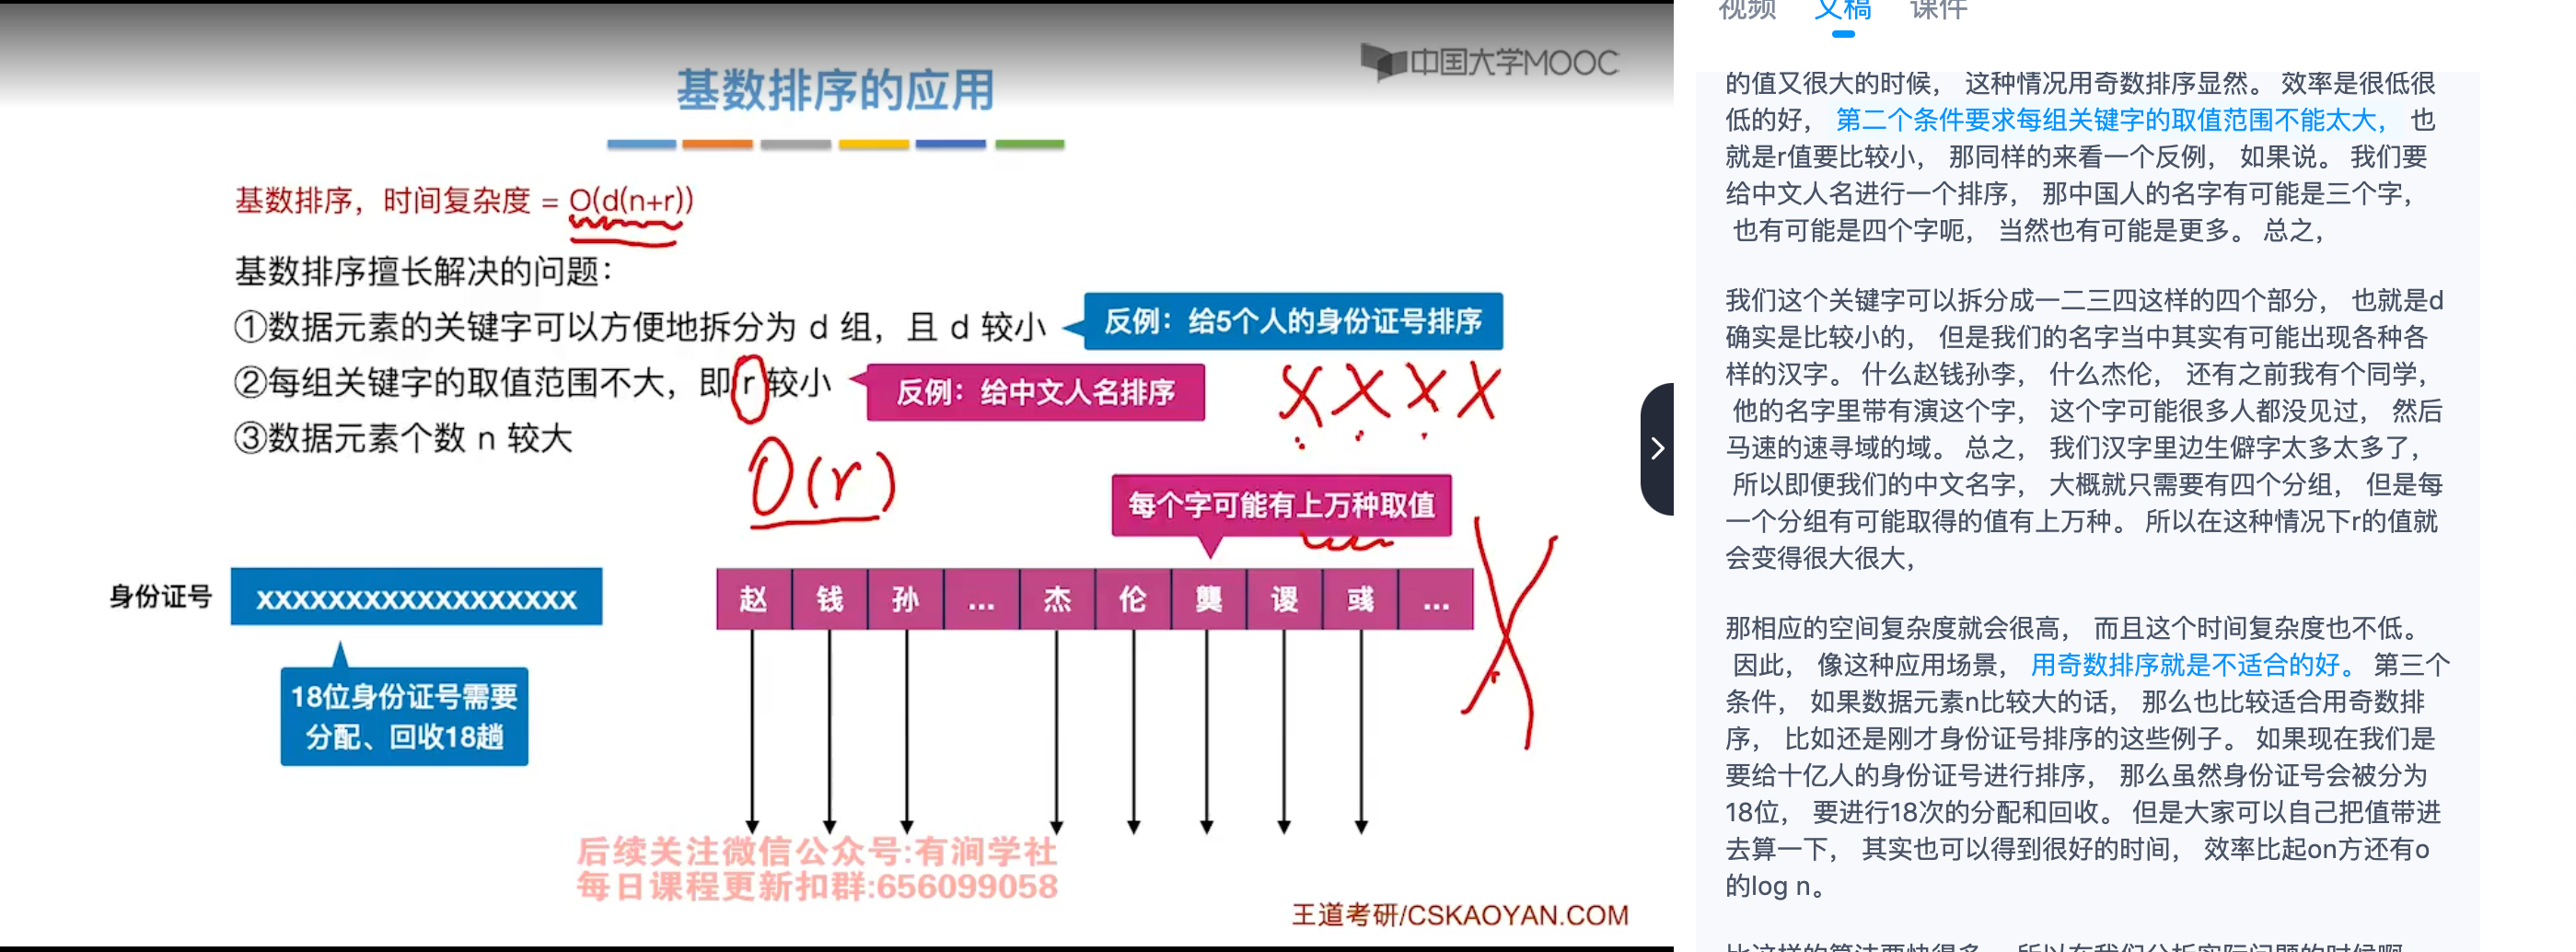 中国大学MOOC
基数排序的应用
基数排序，时间复杂度 = O(d(n+r))
基数排序擅长解决的问题：
①数据元素的关键字可以方便地拆分为 d 组，且 d 较小
反例：给5个人的身份证号排序
②每组关键字的取值范围不大，即 r 较小
反例：给中文人名排序
X X X X
③数据元素个数 n 较大
O(r)
每个字可能有上万种取值
身份证号
XXXXXXXXXXXXXXXXXX
赵 钱 孙 ... 杰 伦 龑 谡 彧 ...
18位身份证号需要
分配、回收18趟
后续关注微信公众号:有涧学社
每日课程更新扣群:656099058
王道考研/CSKAOYAN.COM
视频 文稿 课件
的值又很大的时候， 这种情况用奇数排序显然。 效率是很低很
低的好， 第二个条件要求每组关键字的取值范围不能太大， 也
就是r值要比较小， 那同样的来看一个反例， 如果说。 我们要
给中文人名进行一个排序， 那中国人的名字有可能是三个字，
也有可能是四个字呃， 当然也有可能是更多。 总之，
我们这个关键字可以拆分成一二三四这样的四个部分， 也就是d
确实是比较小的， 但是我们的名字当中其实有可能出现各种各
样的汉字。 什么赵钱孙李， 什么杰伦， 还有之前我有个同学，
他的名字里带有演这个字， 这个字可能很多人都没见过， 然后
马速的速寻域的域。 总之， 我们汉字里边生僻字太多太多了，
所以即便我们的中文名字， 大概就只需要有四个分组， 但是每
一个分组有可能取得的值有上万种。 所以在这种情况下r的值就
会变得很大很大，
那相应的空间复杂度就会很高， 而且这个时间复杂度也不低。
因此， 像这种应用场景， 用奇数排序就是不适合的好。 第三个
条件， 如果数据元素n比较大的话， 那么也比较适合用奇数排
序， 比如还是刚才身份证号排序的这些例子。 如果现在我们是
要给十亿人的身份证号进行排序， 那么虽然身份证号会被分为
18位， 要进行18次的分配和回收。 但是大家可以自己把值带进
去算一下， 其实也可以得到很好的时间， 效率比起on方还有o
的log n。